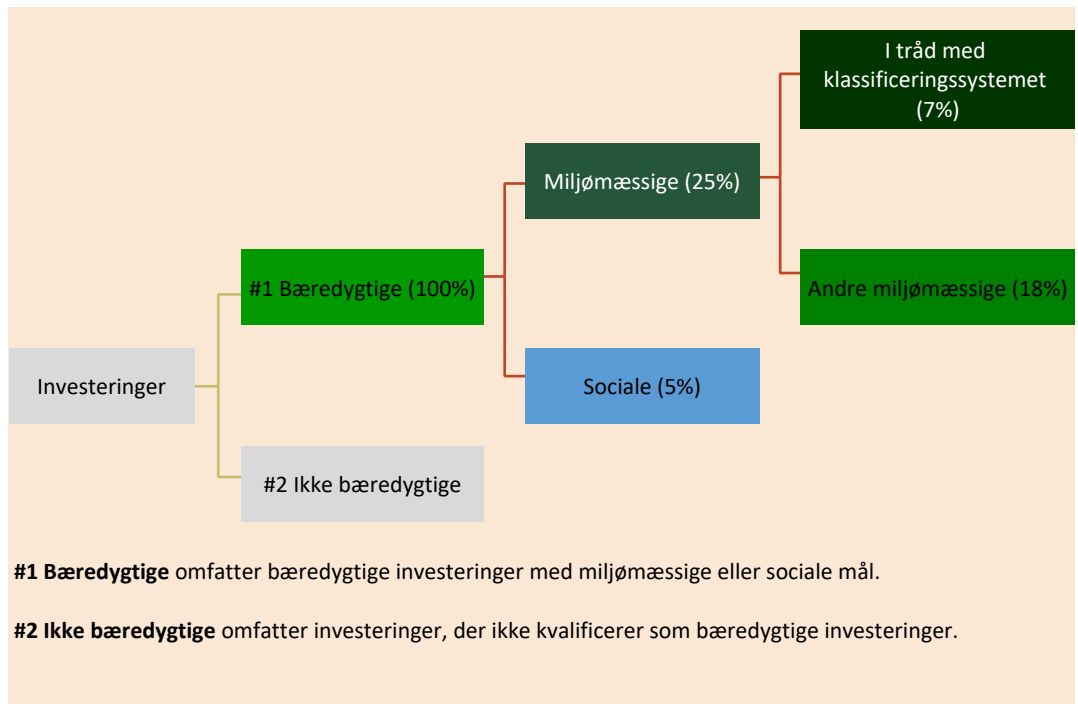 I tråd med
klassificeringssystemet
(7%)
Miljømæssige (25%)
#1 Bæredygtige (100%)
Andre miljømæssige (18%)
Investeringer
Sociale (5%)
#2 Ikke bæredygtige
#1 Bæredygtige omfatter bæredygtige investeringer med miljømæssige eller sociale mål.
#2 Ikke bæredygtige omfatter investeringer, der ikke kvalificerer som bæredygtige investeringer.